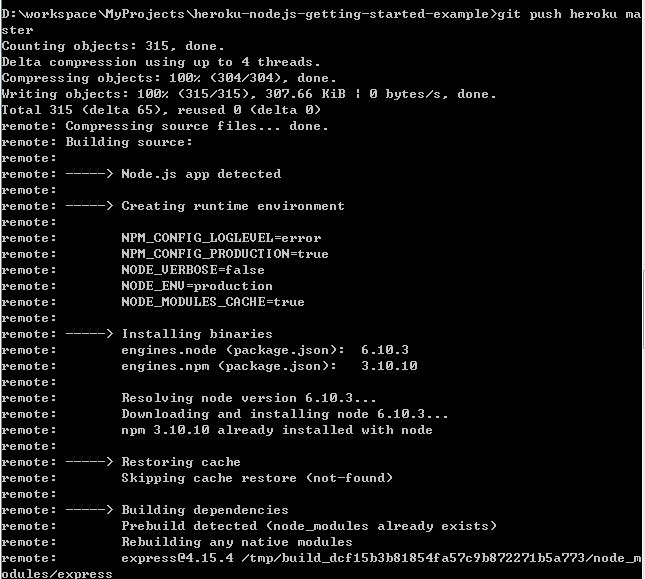 D:\workspace\MyProjects\heroku-nodejs-getting-started-example>git push heroku ma
ster
Counting objects: 315, done.
Delta compression using up to 4 threads.
Compressing objects: 100% (304/304), done.
Writing objects: 100% (315/315), 307.66 KiB | 0 bytes/s, done.
Total 315 (delta 65), reused 0 (delta 0)
remote: Compressing source files... done.
remote: Building source:
remote:
remote: -----> Node.js app detected
remote:
remote: -----> Creating runtime environment
remote:
remote:        NPM_CONFIG_LOGLEVEL=error
remote:        NPM_CONFIG_PRODUCTION=true
remote:        NODE_VERBOSE=false
remote:        NODE_ENV=production
remote:        NODE_MODULES_CACHE=true
remote:
remote: -----> Installing binaries
remote:        engines.node (package.json):  6.10.3
remote:        engines.npm (package.json):   3.10.10
remote:
remote:        Resolving node version 6.10.3...
remote:        Downloading and installing node 6.10.3...
remote:        npm 3.10.10 already installed with node
remote:
remote: -----> Restoring cache
remote:        Skipping cache restore (not-found)
remote:
remote: -----> Building dependencies
remote:        Prebuild detected (node_modules already exists)
remote:        Rebuilding any native modules
remote:        express@4.15.4 /tmp/build_dcf15b3b81854fa57c9b872271b5a773/node_m
odules/express